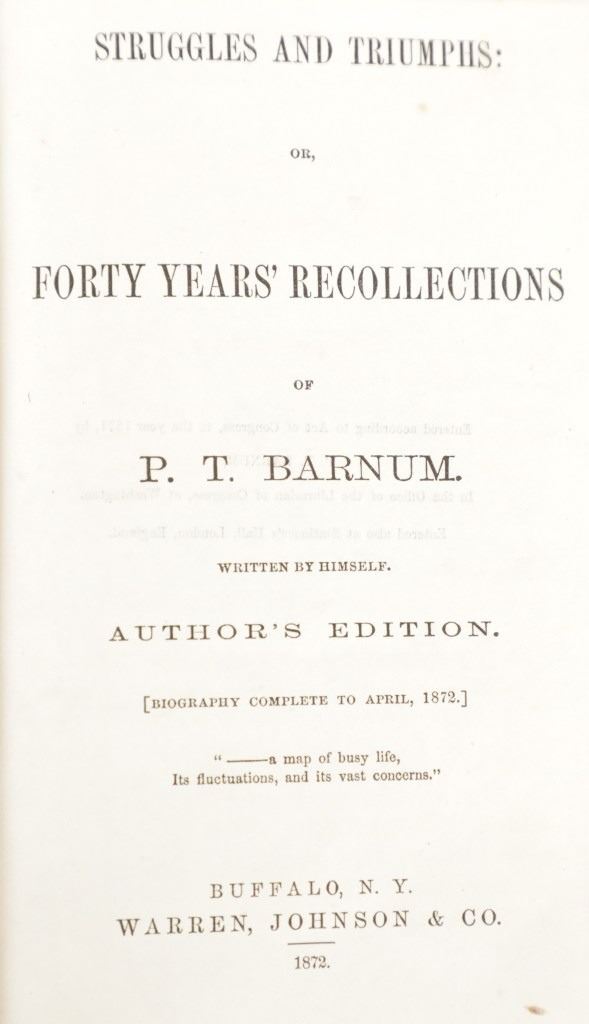 STRUGGLES AND TRIUMPHS:
OR,
FORTY YEARS' RECOLLECTIONS
OF
P. T. BARNUM.
WRITTEN BY HIMSELF.
AUTHOR'S EDITION.
[BIOGRAPHY COMPLETE TO APRIL, 1872.]
"——a map of busy life,
Its fluctuations, and its vast concerns."
BUFFALO, N. Y.
WARREN, JOHNSON & CO.
1872.